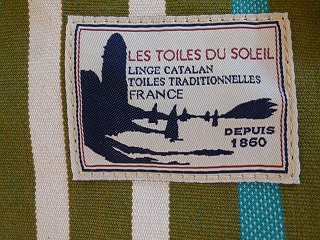 LES TOILES DU SOLEIL
LINGE CATALAN
TOILES TRADITIONNELLES
FRANCE
DEPUIS
1860